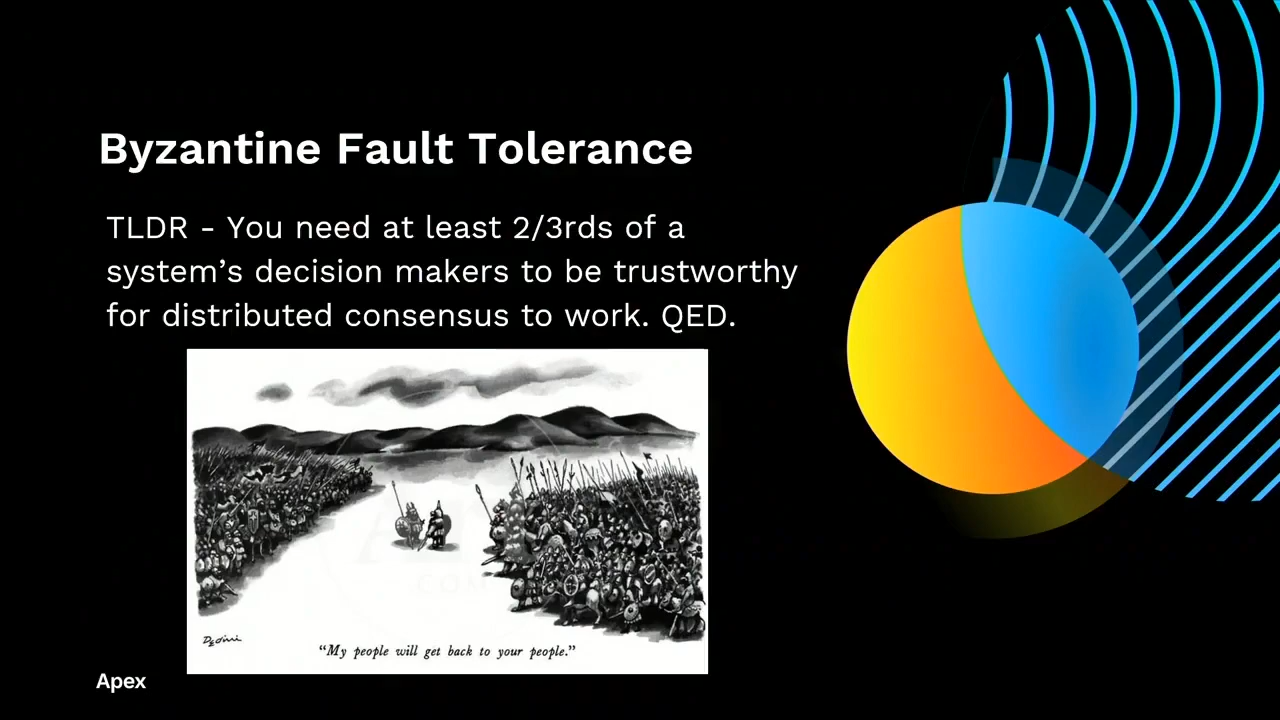 Byzantine Fault Tolerance
TLDR - You need at least 2/3rds of a
system’s decision makers to be trustworthy
for distributed consensus to work. QED.
Dedini
“My people will get back to your people.”
Apex